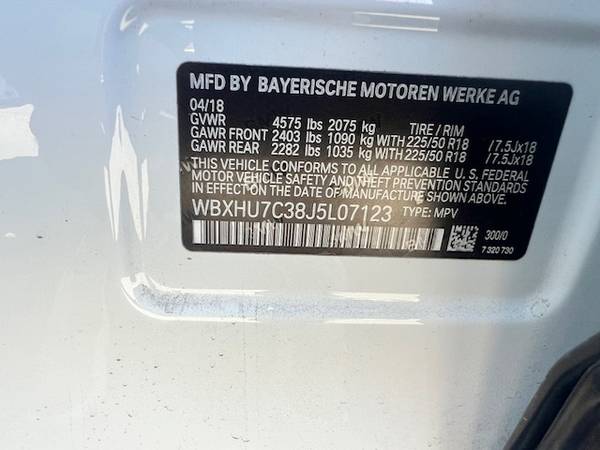 MFD BY BAYERISCHE MOTOREN WERKE AG
04/18
GVWR 4575 lbs 2075 kg TIRE / RIM
GAWR FRONT 2403 lbs 1090 kg WITH 225/50 R18 /7.5Jx18
GAWR REAR 2282 lbs 1035 kg WITH 225/50 R18 /7.5Jx18
THIS VEHICLE CONFORMS TO ALL APPLICABLE U. S. FEDERAL
MOTOR VEHICLE SAFETY AND THEFT PREVENTION STANDARDS
IN EFFECT ON THE DATE OF MANUFACTURE SHOWN ABOVE.
WBXHU7C38J5L07123 TYPE: MPV
300/0
7 320 730